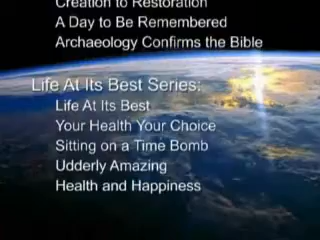 Creation to Restoration
A Day to Be Remembered
Archaeology Confirms the Bible
Life At Its Best Series:
Life At Its Best
Your Health Your Choice
Sitting on a Time Bomb
Udderly Amazing
Health and Happiness